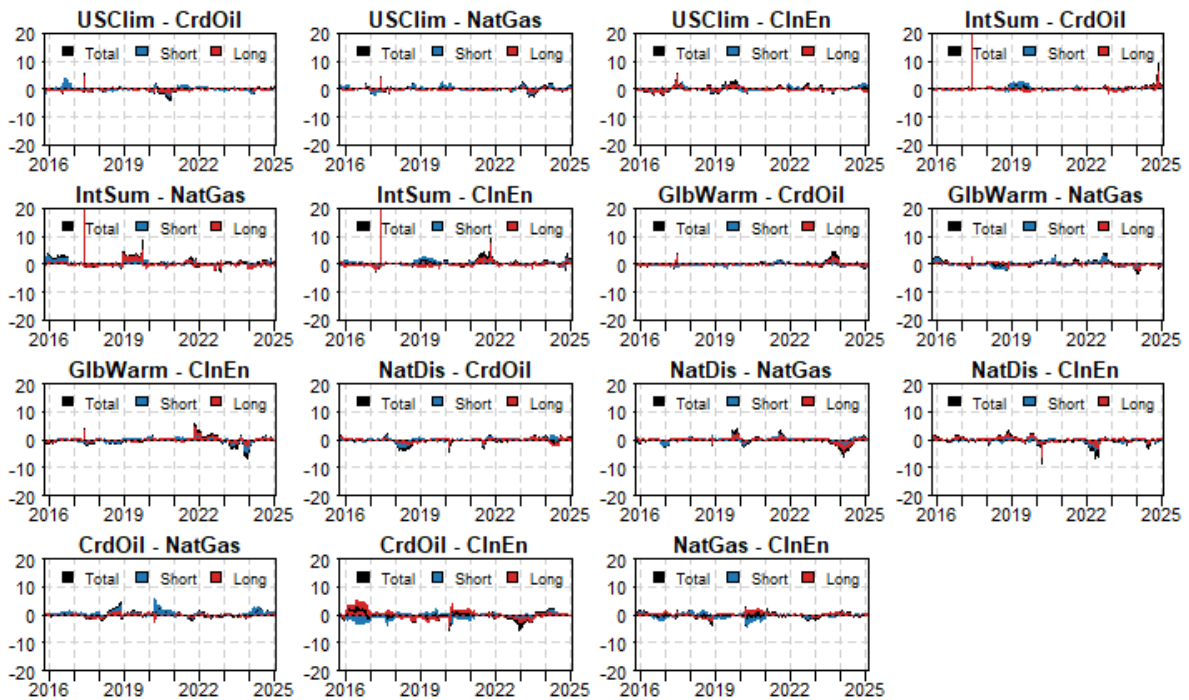 USClim - CrdOil
20
Total Short Long
10
0
-10
-20
2016 2019 2022 2025
USClim - NatGas
20
Total Short Long
10
0
-10
-20
2016 2019 2022 2025
USClim - ClnEn
20
Total Short Long
10
0
-10
-20
2016 2019 2022 2025
IntSum - CrdOil
20
Total Short Long
10
0
-10
-20
2016 2019 2022 2025
IntSum - NatGas
20
Total Short Long
10
0
-10
-20
2016 2019 2022 2025
IntSum - ClnEn
20
Total Short Long
10
0
-10
-20
2016 2019 2022 2025
GlbWarm - CrdOil
20
Total Short Long
10
0
-10
-20
2016 2019 2022 2025
GlbWarm - NatGas
20
Total Short Long
10
0
-10
-20
2016 2019 2022 2025
GlbWarm - ClnEn
20
Total Short Long
10
0
-10
-20
2016 2019 2022 2025
NatDis - CrdOil
20
Total Short Long
10
0
-10
-20
2016 2019 2022 2025
NatDis - NatGas
20
Total Short Long
10
0
-10
-20
2016 2019 2022 2025
NatDis - ClnEn
20
Total Short Long
10
0
-10
-20
2016 2019 2022 2025
CrdOil - NatGas
20
Total Short Long
10
0
-10
-20
2016 2019 2022 2025
CrdOil - ClnEn
20
Total Short Long
10
0
-10
-20
2016 2019 2022 2025
NatGas - ClnEn
20
Total Short Long
10
0
-10
-20
2016 2019 2022 2025